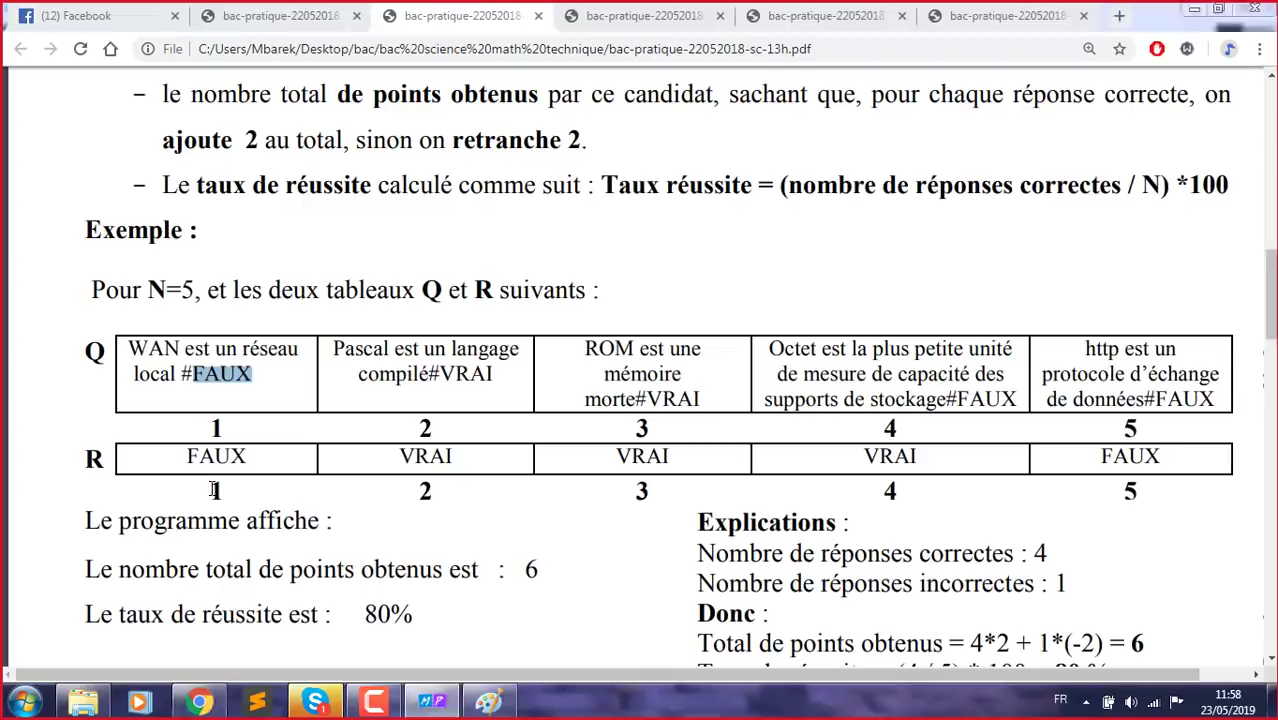 (12) Facebook
bac-pratique-22052018
bac-pratique-22052018
bac-pratique-22052018
bac-pratique-22052018
bac-pratique-22052018
File
C:/Users/Mbarek/Desktop/bac/bac%20science%20math%20technique/bac-pratique-22052018-sc-13h.pdf
− le nombre total de points obtenus par ce candidat, sachant que, pour chaque réponse correcte, on
ajoute 2 au total, sinon on retranche 2.
− Le taux de réussite calculé comme suit : Taux réussite = (nombre de réponses correctes / N) *100
Exemple :
Pour N=5, et les deux tableaux Q et R suivants :
Q
WAN est un réseau
local #FAUX
Pascal est un langage
compilé#VRAI
ROM est une
mémoire
morte#VRAI
Octet est la plus petite unité
de mesure de capacité des
supports de stockage#FAUX
http est un
protocole d’échange
de données#FAUX
1 2 3 4 5
R
FAUX VRAI VRAI VRAI FAUX
1 2 3 4 5
Le programme affiche :
Le nombre total de points obtenus est : 6
Le taux de réussite est : 80%
Explications :
Nombre de réponses correctes : 4
Nombre de réponses incorrectes : 1
Donc :
Total de points obtenus = 4*2 + 1*(-2) = 6
FR
11:58
23/05/2019